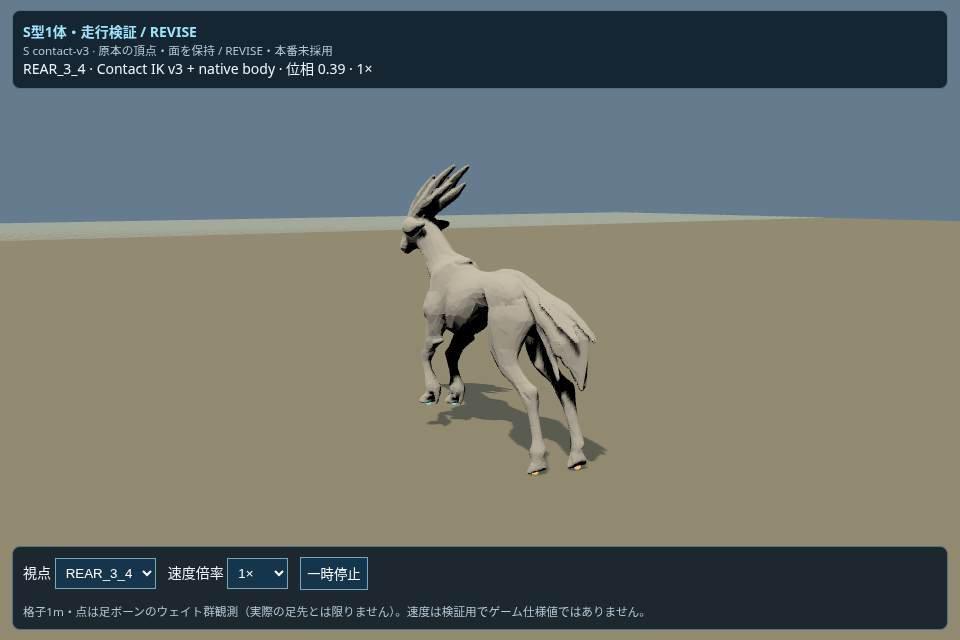 S型1体・走行検証 / REVISE
S contact-v3 · 原本の頂点・面を保持 / REVISE・本番未採用
REAR_3_4 · Contact IK v3 + native body · 位相 0.39 · 1×
視点 REAR_3_4 速度倍率 1× 一時停止
格子1m・点は足ボーンのウェイト群観測（実際の足先とは限りません）。速度は検証用でゲーム仕様値ではありません。